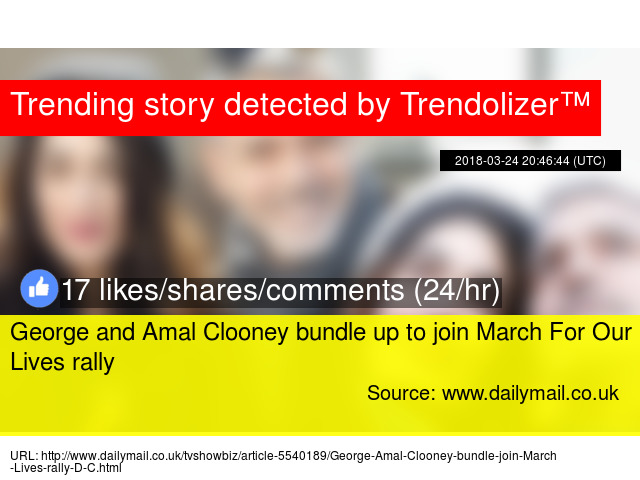 Trending story detected by Trendolizer™
2018-03-24 20:46:44 (UTC)
17 likes/shares/comments (24/hr)
George and Amal Clooney bundle up to join March For Our
Lives rally
Source: www.dailymail.co.uk
URL: http://www.dailymail.co.uk/tvshowbiz/article-5540189/George-Amal-Clooney-bundle-join-March
-Lives-rally-D-C.html